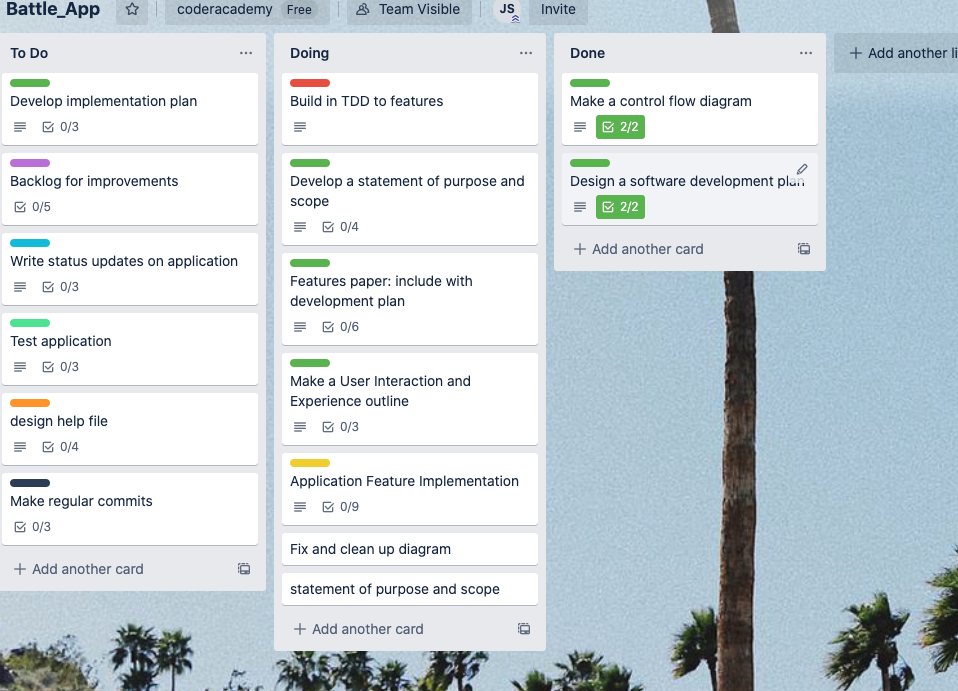 Battle_App
coderacademy Free
Team Visible
JS
Invite
To Do
Develop implementation plan
0/3
Backlog for improvements
0/5
Write status updates on application
0/3
Test application
0/3
design help file
0/4
Make regular commits
0/3
Add another card
Doing
Build in TDD to features
Develop a statement of purpose and
scope
0/4
Features paper: include with
development plan
0/6
Make a User Interaction and
Experience outline
0/3
Application Feature Implementation
0/9
Fix and clean up diagram
statement of purpose and scope
Add another card
Done
Make a control flow diagram
2/2
Design a software development plan
2/2
Add another card
Add another li